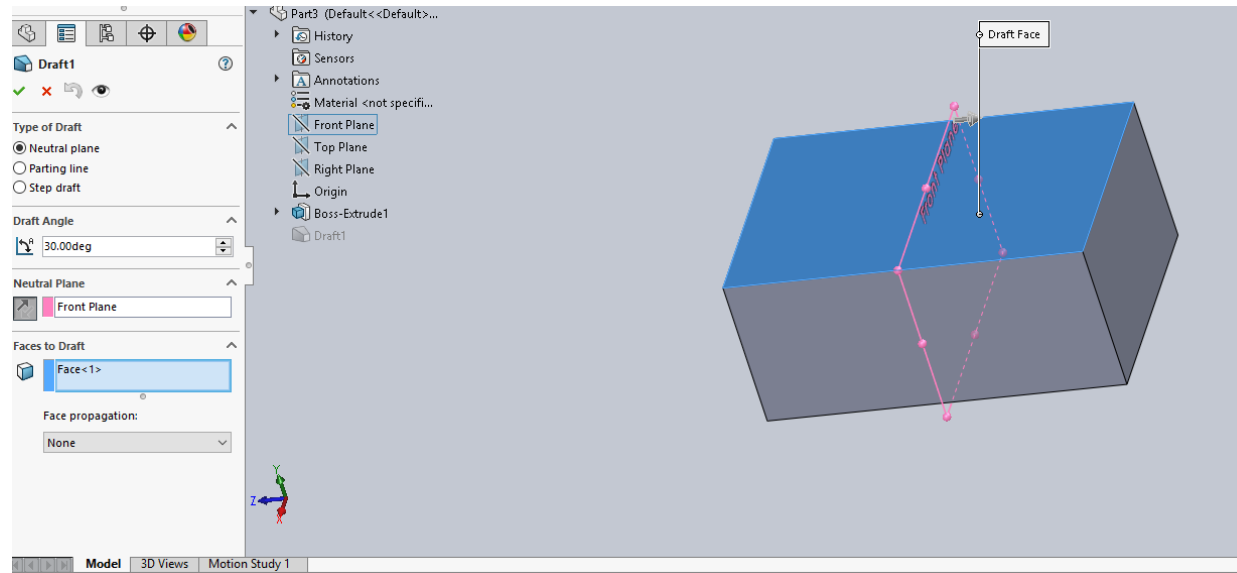 Draft1
Type of Draft
Neutral plane
Parting line
Step draft
Draft Angle
30.00deg
Neutral Plane
Front Plane
Faces to Draft
Face<1>
Face propagation:
None
Part3 (Default<<Default>...
History
Sensors
A Annotations
Material <not specifi...
Front Plane
Top Plane
Right Plane
Origin
Boss-Extrude1
Draft1
Draft Face
Front Plane
Y
Z
X
Model 3D Views Motion Study 1